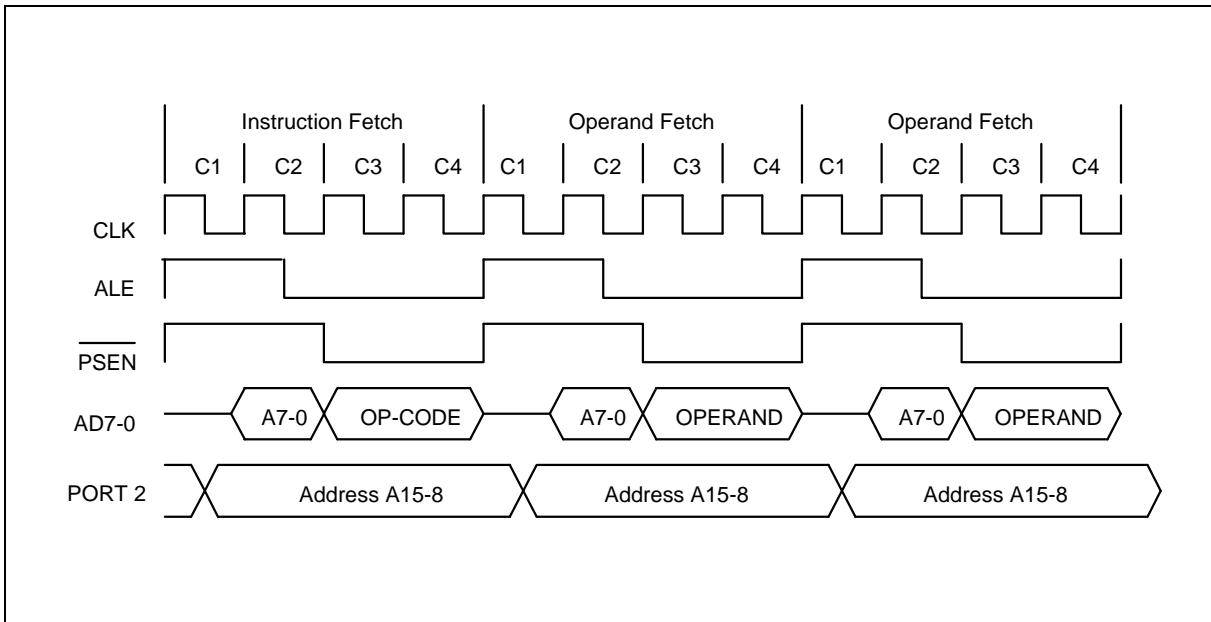 Instruction Fetch Operand Fetch Operand Fetch
C1 C2 C3 C4 C1 C2 C3 C4 C1 C2 C3 C4
CLK
ALE
PSEN
AD7-0 A7-0 OP-CODE A7-0 OPERAND A7-0 OPERAND
PORT 2 Address A15-8 Address A15-8 Address A15-8